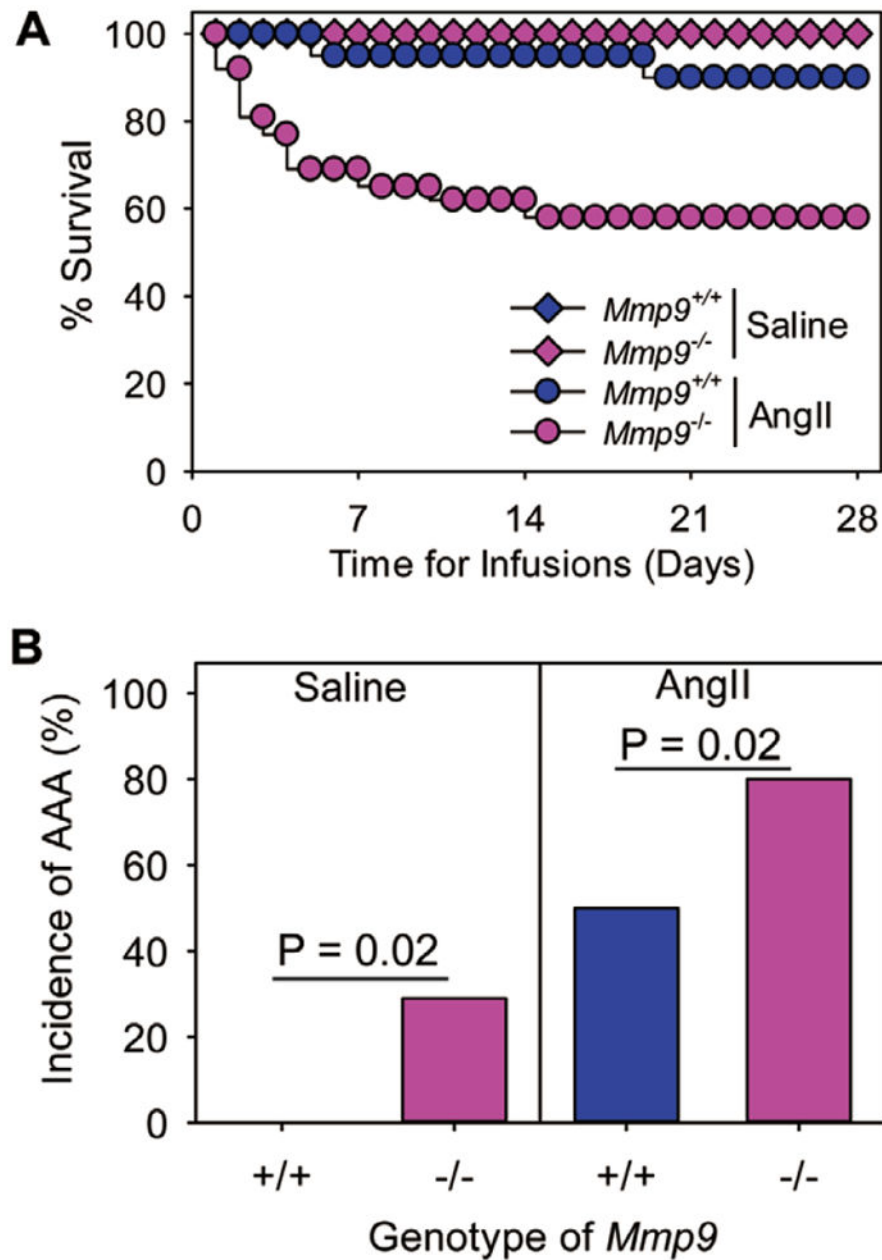 A
100
80
60
40
20
0
% Survival
Mmp9+/+
Mmp9-/-
Saline
Mmp9+/+
Mmp9-/-
AngII
0 7 14 21 28
Time for Infusions (Days)
B
Saline AngII
100
80
60
40
20
0
Incidence of AAA (%)
P = 0.02
P = 0.02
+/+ -/- +/+ -/-
Genotype of Mmp9